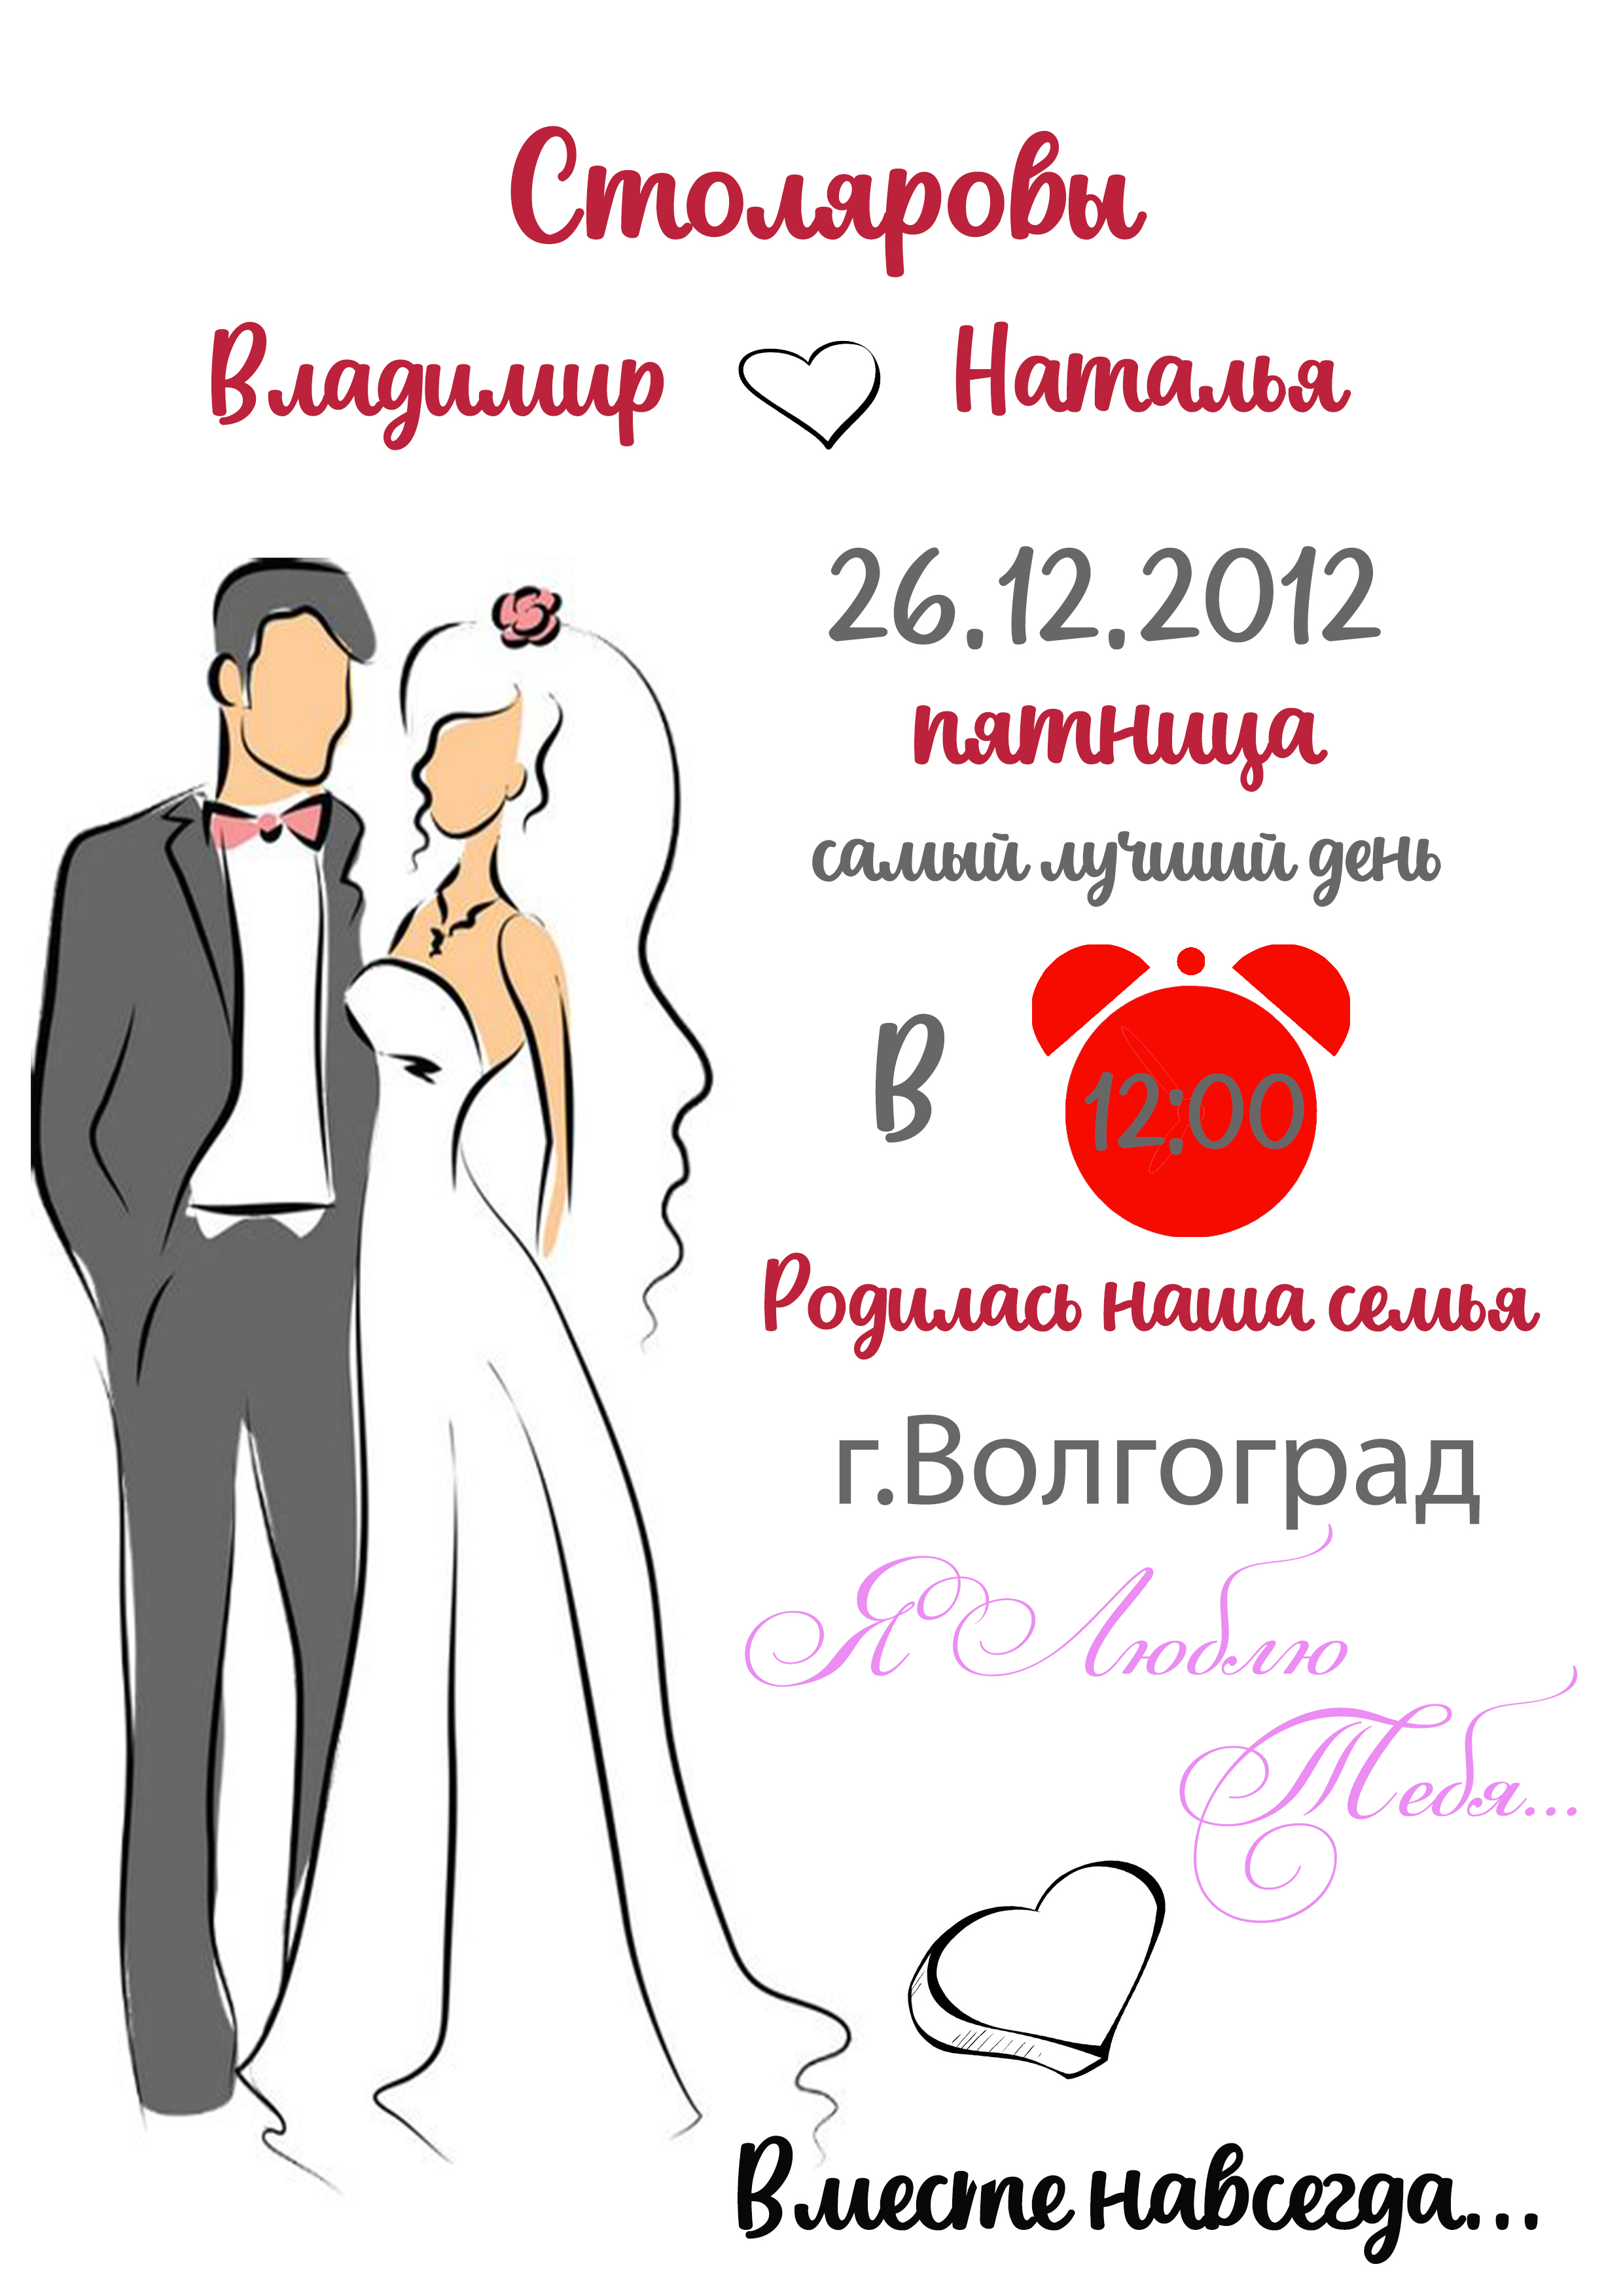 Столяровы
Владимир Наталья
26.12.2012
пятница
самый лучший день
В 12:00
Родилась наша семья
г.Волгоград
Я Люблю
Тебя...
Вместе навсегда...